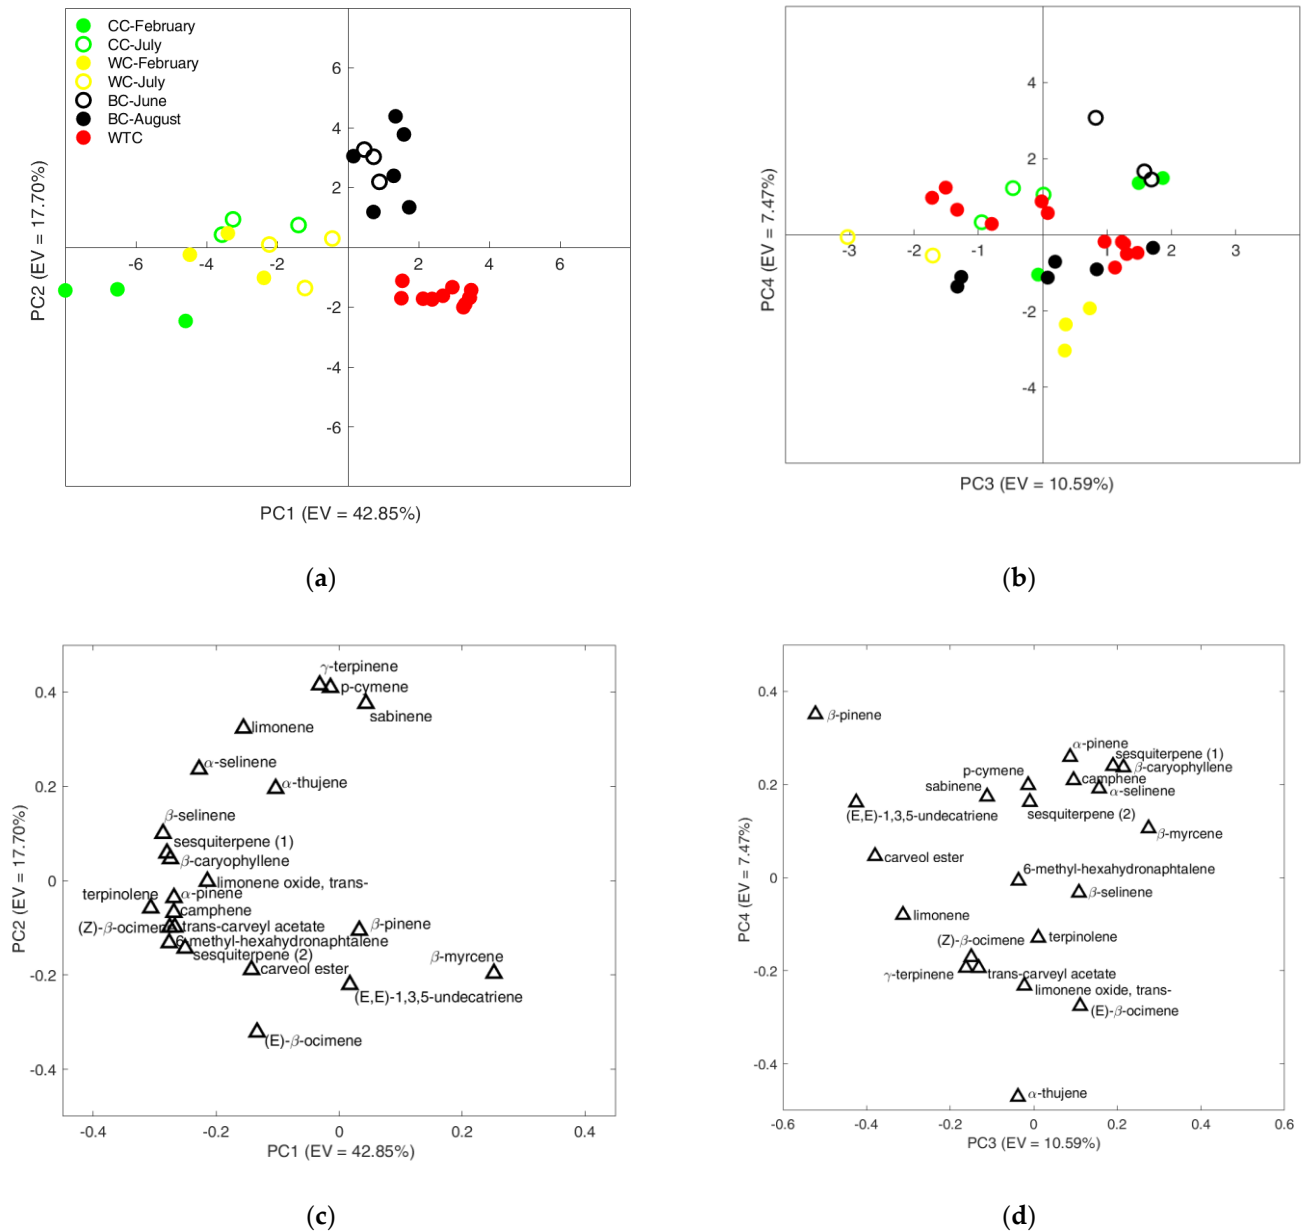 CC-February
CC-July
WC-February
WC-July
BC-June
BC-August
WTC
6
4
2
-2
-4
-6
-6
-4
-2
2
4
6
PC2 (EV = 17.70%)
PC1 (EV = 42.85%)
(a)
4
2
-2
-4
-3
-2
-1
1
2
3
PC4 (EV = 7.47%)
PC3 (EV = 10.59%)
(b)
γ-terpinene
p-cymene
sabinene
limonene
α-selinene
α-thujene
β-selinene
sesquiterpene (1)
β-caryophyllene
limonene oxide, trans-
terpinolene
α-pinene
camphene
(Z)-β-ocimene
trans-carveyl acetate
β-pinene
6-methyl-hexahydronaphtalene
sesquiterpene (2)
carveol ester
β-myrcene
(E,E)-1,3,5-undecatriene
(E)-β-ocimene
0.4
0.2
0
-0.2
-0.4
-0.4
-0.2
0
0.2
0.4
PC2 (EV = 17.70%)
PC1 (EV = 42.85%)
(c)
β-pinene
α-pinene
sesquiterpene (1)
p-cymene
β-caryophyllene
camphene
sabinene
α-selinene
(E,E)-1,3,5-undecatriene
sesquiterpene (2)
β-myrcene
carveol ester
6-methyl-hexahydronaphtalene
β-selinene
limonene
(Z)-β-ocimene
terpinolene
γ-terpinene
trans-carveyl acetate
limonene oxide, trans-
(E)-β-ocimene
α-thujene
0.4
0.2
0
-0.2
-0.4
-0.6
-0.4
-0.2
0
0.2
0.4
0.6
PC4 (EV = 7.47%)
PC3 (EV = 10.59%)
(d)